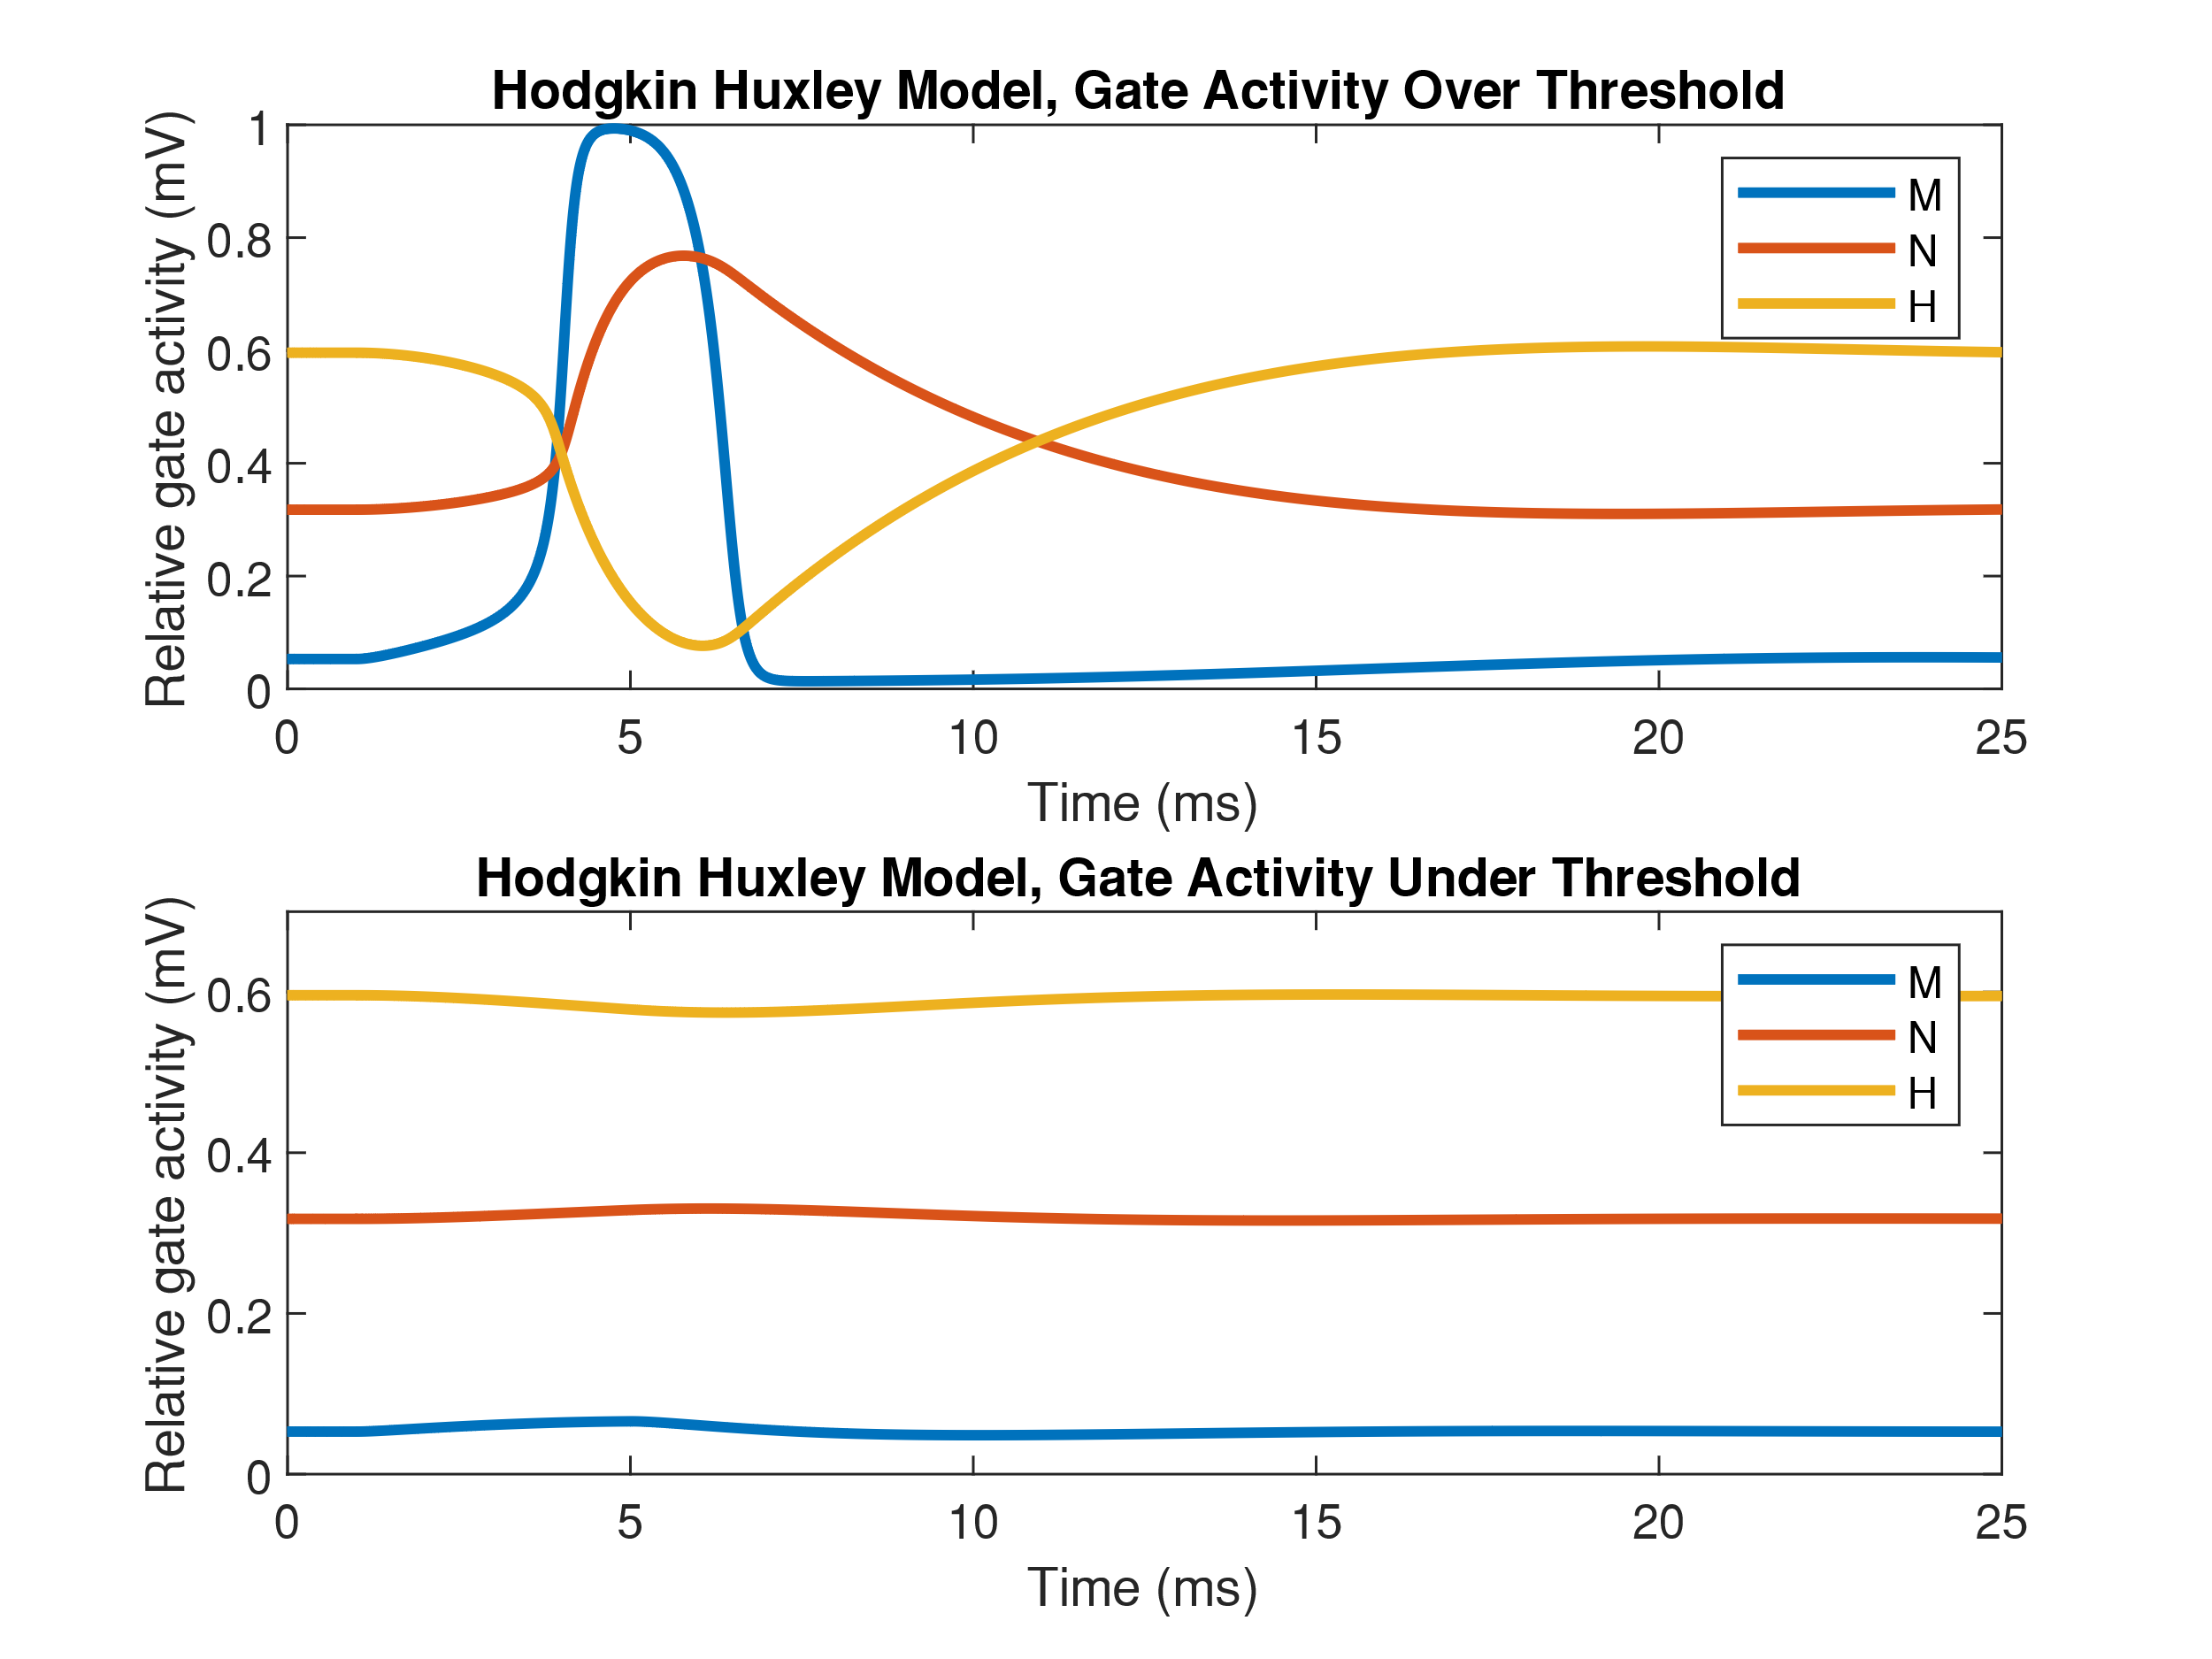 Hodgkin Huxley Model, Gate Activity Over Threshold
Relative gate activity (mV)
1
0.8
0.6
0.4
0.2
0
M
N
H
0 5 10 15 20 25
Time (ms)
Hodgkin Huxley Model, Gate Activity Under Threshold
Relative gate activity (mV)
0.6
0.4
0.2
0
M
N
H
0 5 10 15 20 25
Time (ms)